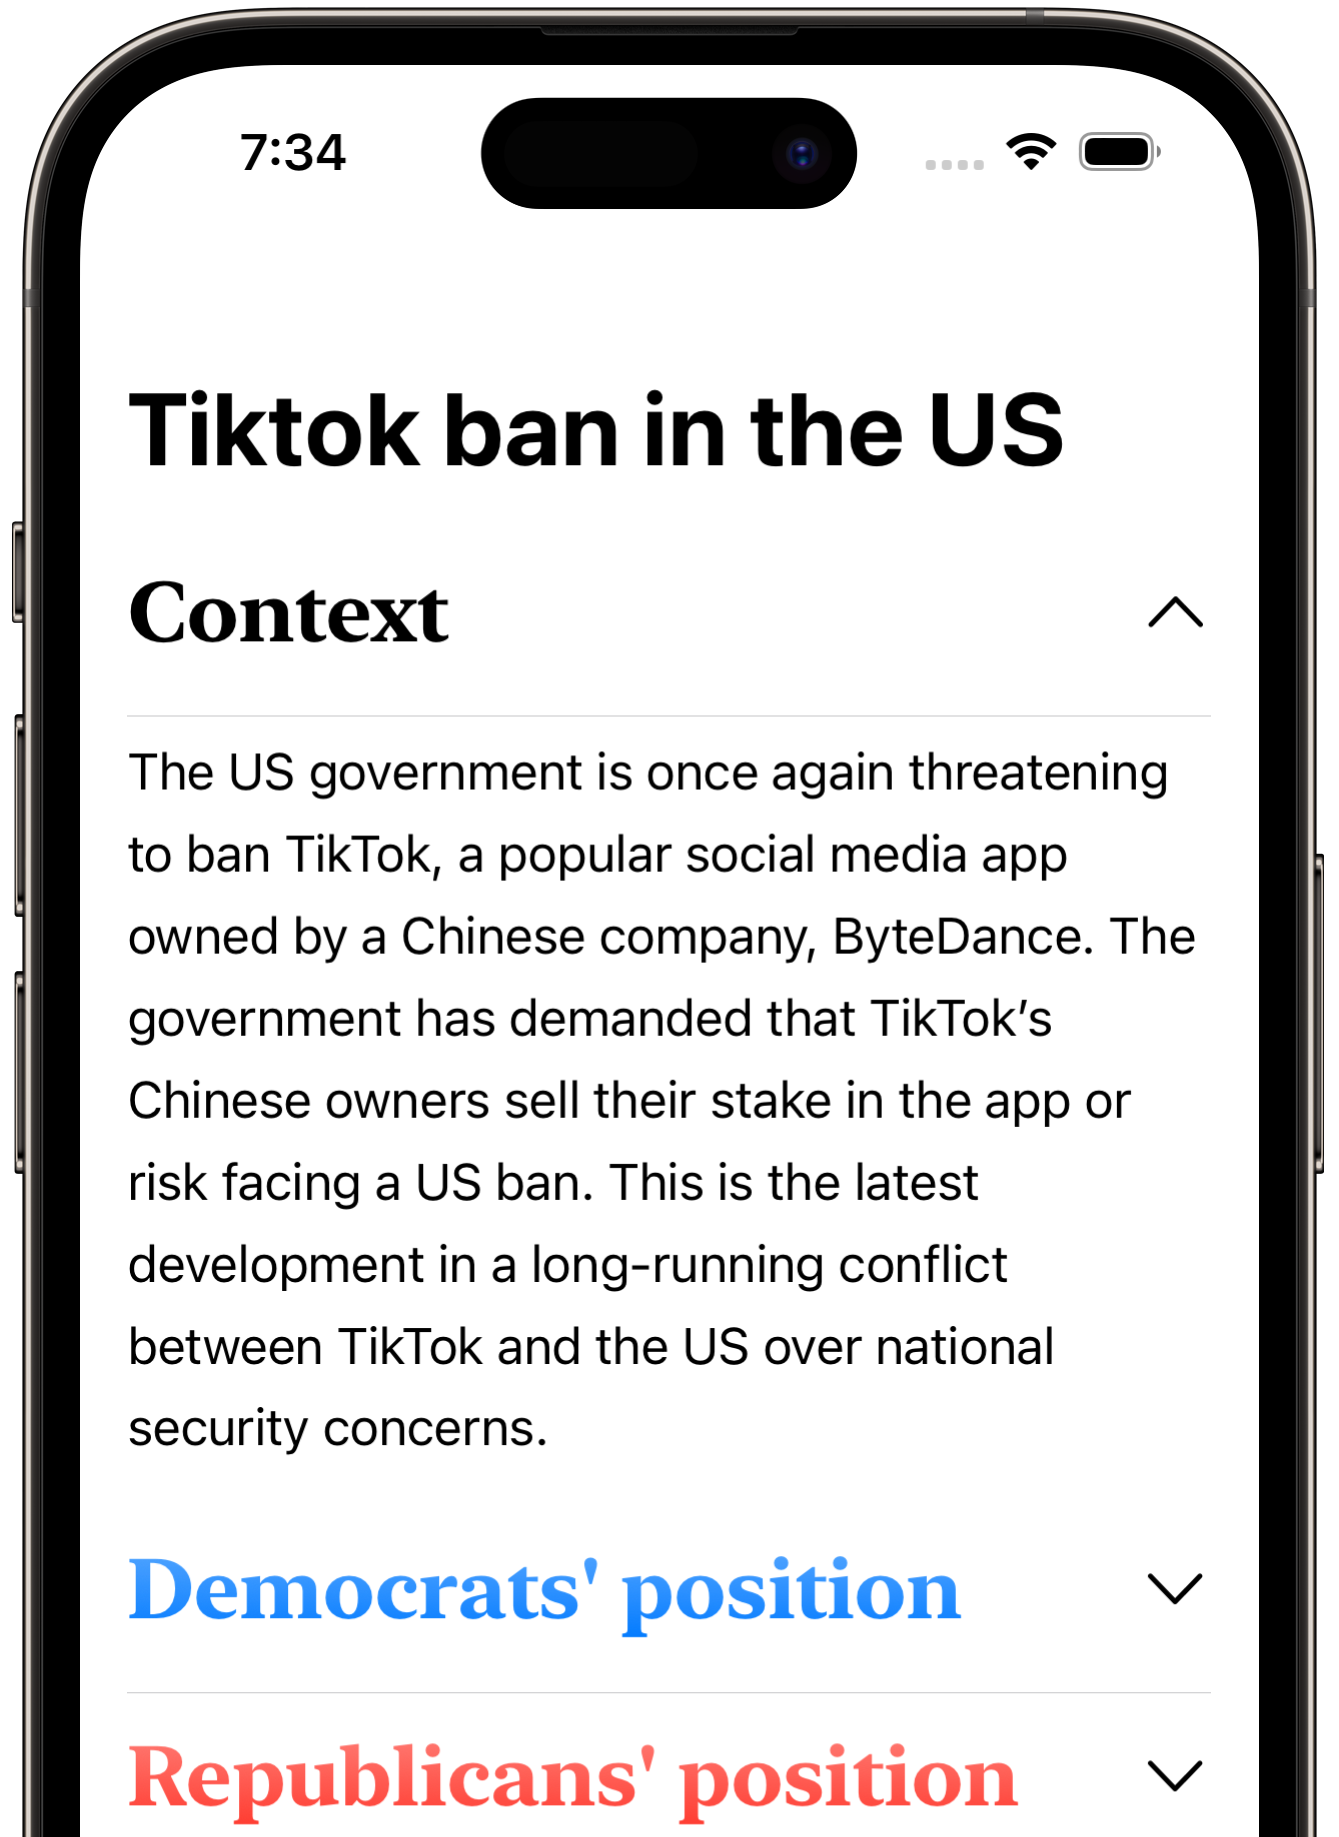 7:34
Tiktok ban in the US
Context
The US government is once again threatening
to ban TikTok, a popular social media app
owned by a Chinese company, ByteDance. The
government has demanded that TikTok’s
Chinese owners sell their stake in the app or
risk facing a US ban. This is the latest
development in a long-running conflict
between TikTok and the US over national
security concerns.
Democrats' position
Republicans' position